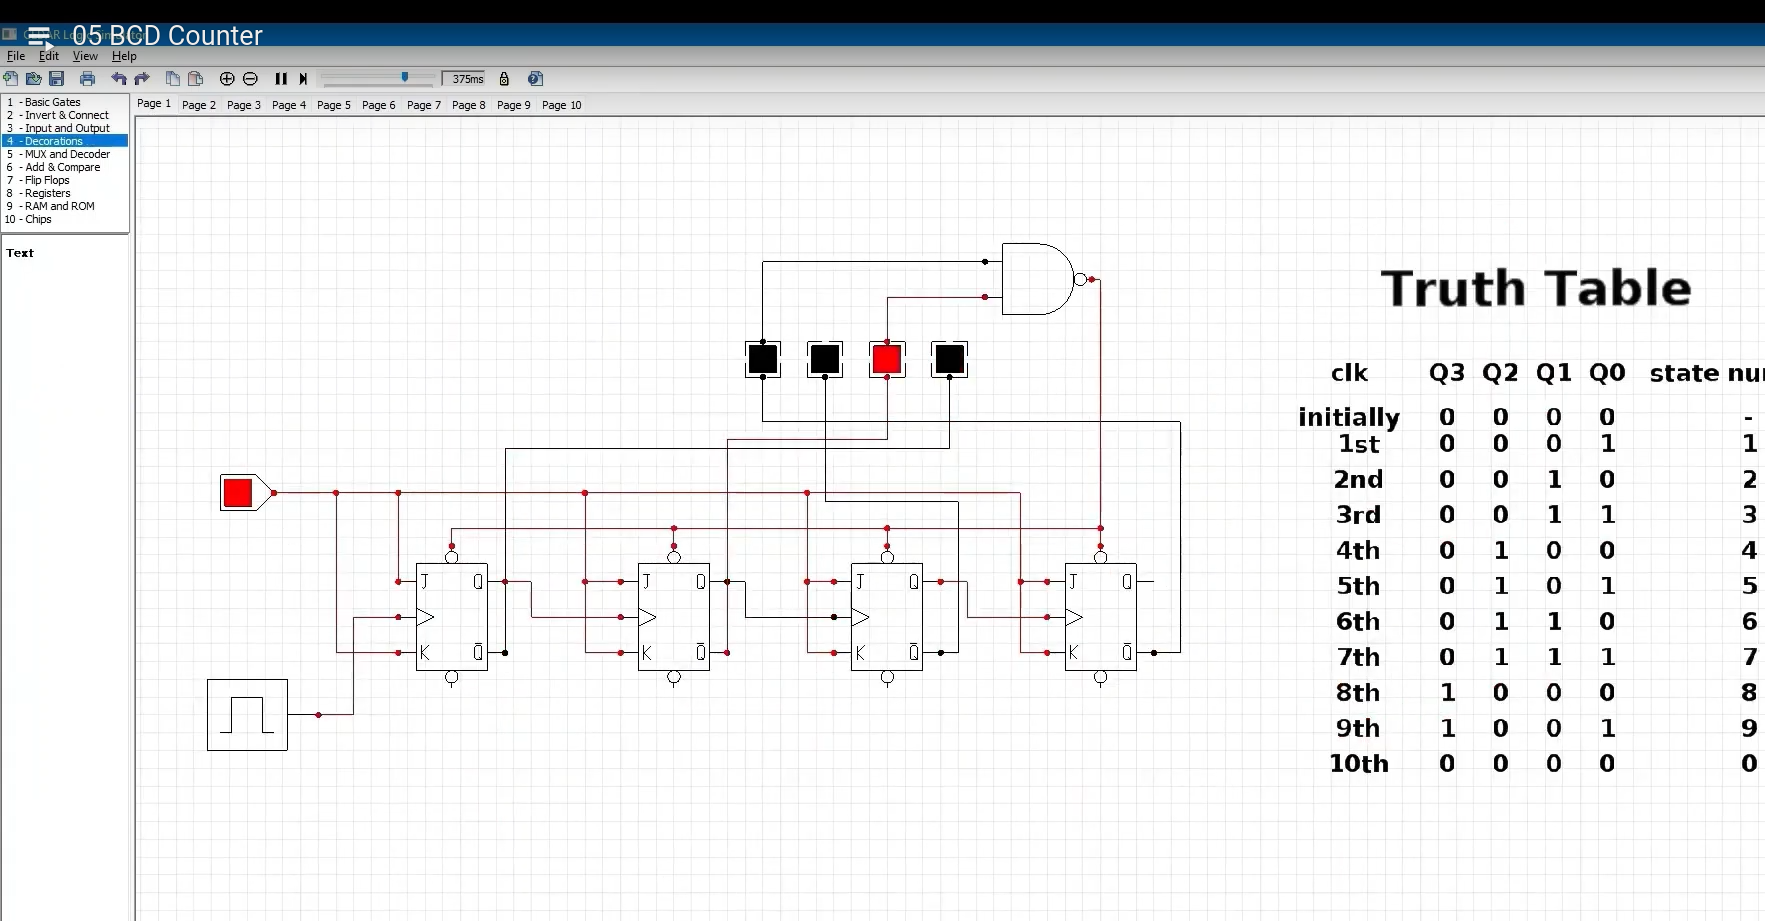 05 BCD Counter
File Edit View Help
375ms
1 - Basic Gates
2 - Invert & Connect
3 - Input and Output
4 - Decorations
5 - MUX and Decoder
6 - Add & Compare
7 - Flip Flops
8 - Registers
9 - RAM and ROM
10 - Chips
Page 1 Page 2 Page 3 Page 4 Page 5 Page 6 Page 7 Page 8 Page 9 Page 10
Text
J Q J Q J Q J Q
K Q̅ K Q̅ K Q̅ K Q̅
Truth Table
clk Q3 Q2 Q1 Q0 state
initially 0 0 0 0 -
1st 0 0 0 1 1
2nd 0 0 1 0 2
3rd 0 0 1 1 3
4th 0 1 0 0 4
5th 0 1 0 1 5
6th 0 1 1 0 6
7th 0 1 1 1 7
8th 1 0 0 0 8
9th 1 0 0 1 9
10th 0 0 0 0 0